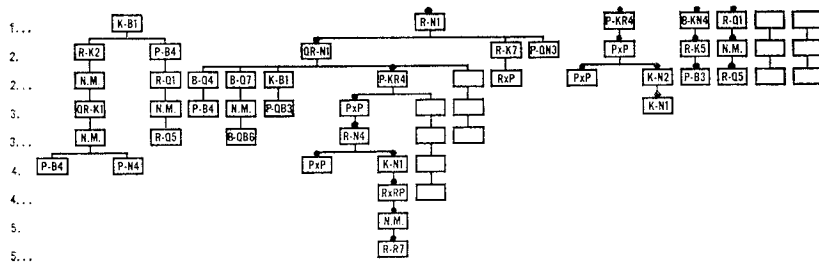 1... K-B1 R-N1 P-KR4 B-KN4 R-Q1
2. R-K2 P-B4 QR-N1 R-K7 P-QN3 PxP R-K5 N.M.
2... N.M. R-Q1 B-Q4 B-Q7 K-B1 P-KR4 RxP PxP K-N2 P-B3 R-Q5
3. QR-K1 N.M. P-B4 N.M. P-QB3 PxP K-N1
3... N.M. R-Q5 B-QB6 R-N4
4. P-B4 P-N4 PxP K-N1
4... RxRP
5. N.M.
5... R-R7